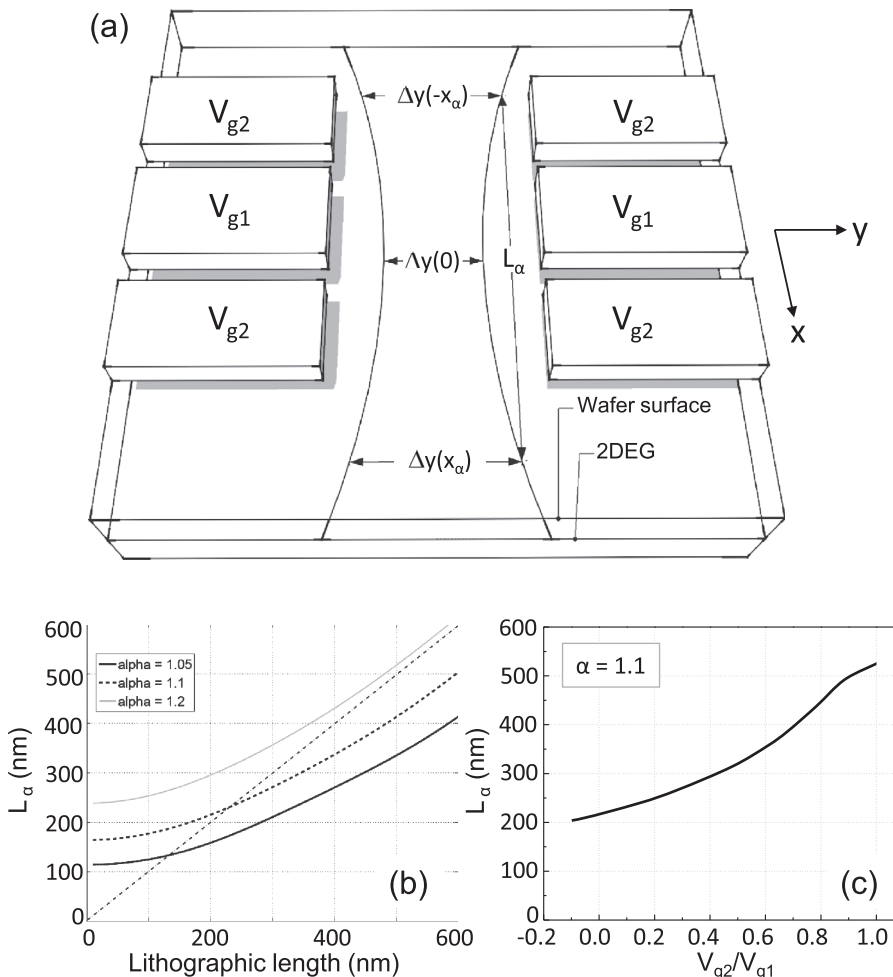 (a)
Δy(-xα)
Vg2
Vg2
Vg1
Vg1
y
Δy(0)
Lα
Vg2
Vg2
x
Wafer surface
Δy(xα)
2DEG
600
500
400
300
200
100
0
Lα (nm)
alpha = 1.05
alpha = 1.1
alpha = 1.2
(b)
0
200
400
600
Lithographic length (nm)
600
500
400
300
200
100
0
Lα (nm)
α = 1.1
(c)
-0.2
0.0
0.2
0.4
0.6
0.8
1.0
Vg2/Vg1